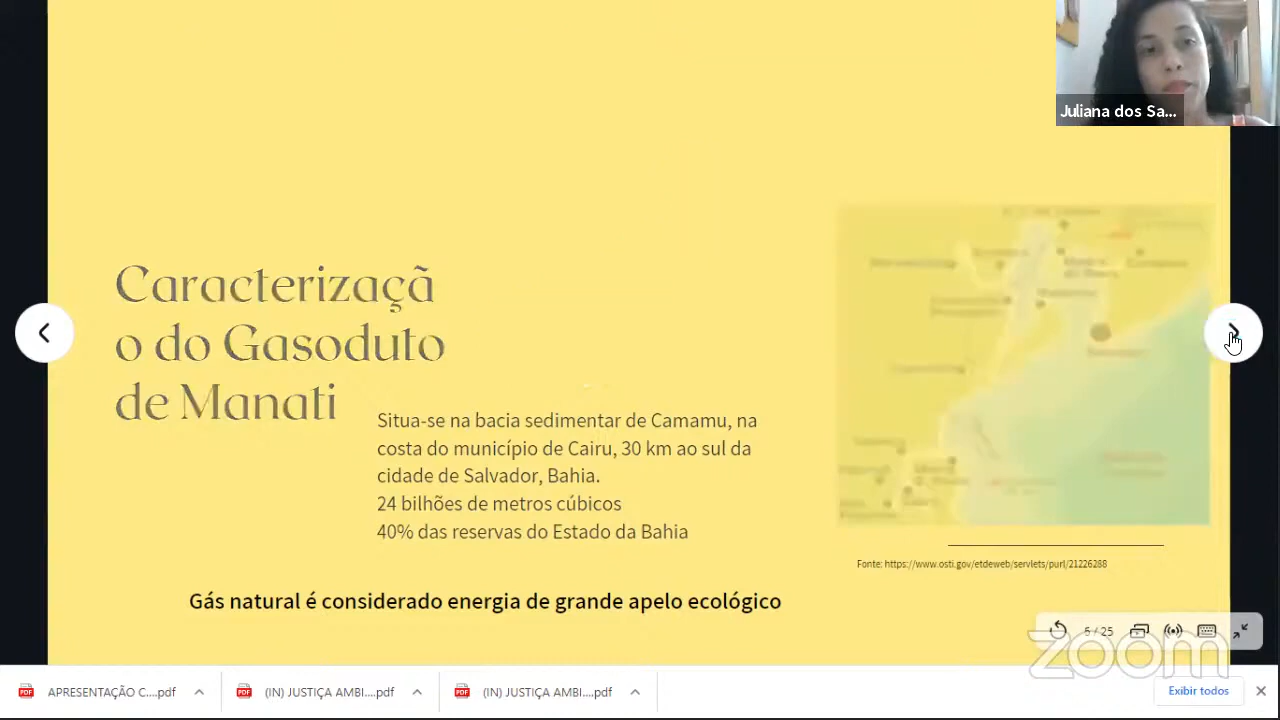 Juliana dos Sa...
Caracterizaçã
o do Gasoduto
de Manati
Situa-se na bacia sedimentar de Camamu, na
costa do município de Cairu, 30 km ao sul da
cidade de Salvador, Bahia.
24 bilhões de metros cúbicos
40% das reservas do Estado da Bahia
Fonte: https://www.osti.gov/etdeweb/servlets/purl/21226288
Gás natural é considerado energia de grande apelo ecológico
5 / 25
zoom
APRESENTAÇÃO C....pdf
(IN) JUSTIÇA AMBI....pdf
(IN) JUSTIÇA AMBI....pdf
Exibir todos